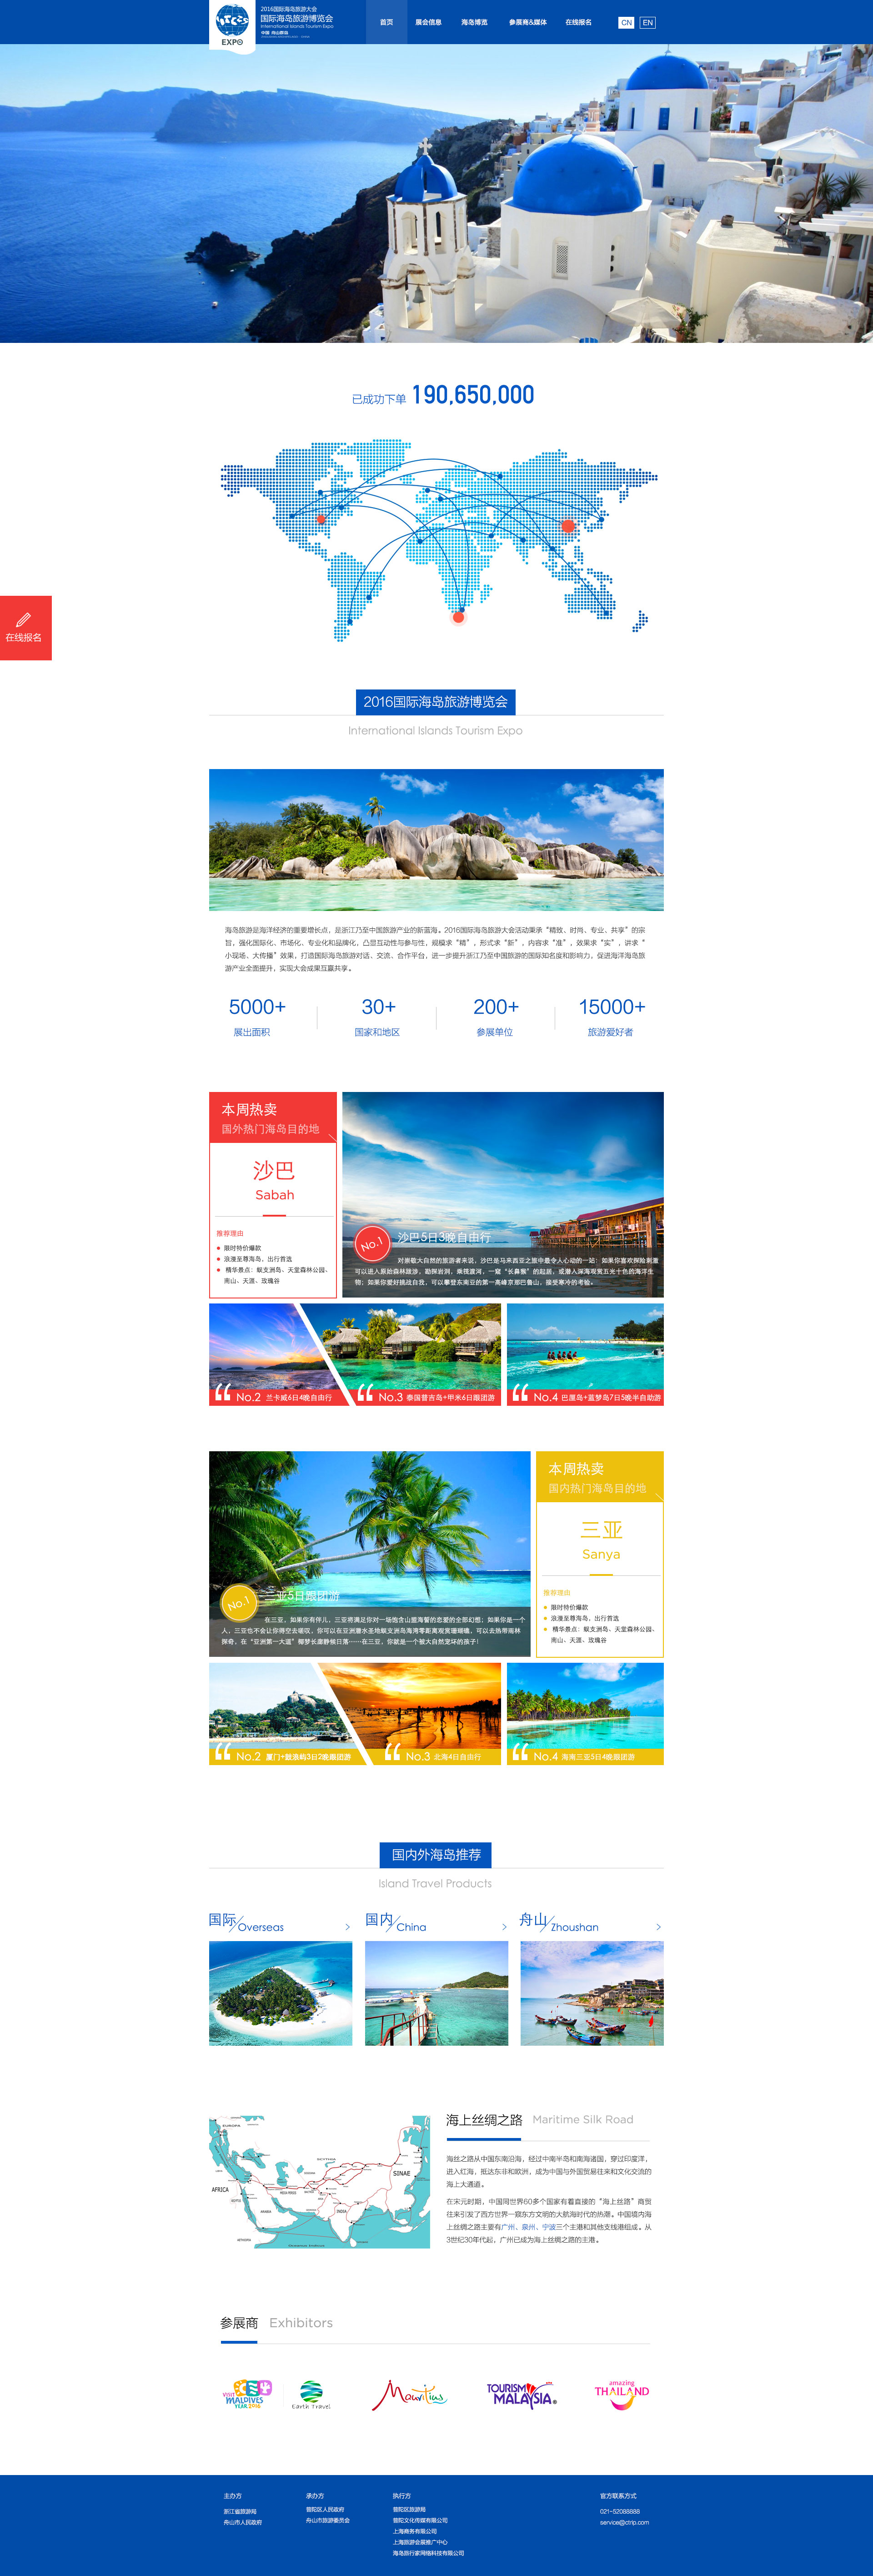 EXPO
2016国际海岛旅游大会
国际海岛旅游博览会
International Islands Tourism Expo
中国 舟山群岛
首页
展会信息
海岛博览
参展商&媒体
在线报名
CN
EN
已成功下单 190,650,000
在线报名
2016国际海岛旅游博览会
International Islands Tourism Expo
海岛旅游是海洋经济的重要增长点，是浙江乃至中国旅游产业的新蓝海。2016国际海岛旅游大会活动秉承“精致、时尚、专业、共享”的宗
旨，强化国际化、市场化、专业化和品牌化，凸显互动性与参与性，规模求“精”，形式求“新”，内容求“准”，效果求“实”，讲求“
小现场、大传播”效果，打造国际海岛旅游对话、交流、合作平台，进一步提升浙江乃至中国旅游的国际知名度和影响力，促进海洋海岛旅
游产业全面提升，实现大会成果互赢共享。
5000+
展出面积
30+
国家和地区
200+
参展单位
15000+
旅游爱好者
本周热卖
国外热门海岛目的地
沙巴
Sabah
推荐理由
限时特价爆款
浪漫至尊海岛，出行首选
精华景点：蜈支洲岛、天堂森林公园、
南山、天涯、玫瑰谷
No.1
沙巴5日3晚自由行
对崇敬大自然的旅游者来说，沙巴是马来西亚之旅中最令人心动的一站：如果你喜欢探险刺激
可以进入原始森林跋涉，勘探岩洞，乘筏渡河，一窥“长鼻猴”的起居，或潜入深海观赏五光十色的海洋生
物；如果你爱好挑战自我，可以攀登东南亚的第一高峰京那巴鲁山，接受寒冷的考验。
No.2 兰卡威6日4晚自由行
No.3 泰国普吉岛+甲米6日跟团游
No.4 巴厘岛+蓝梦岛7日5晚半自助游
No.1
三亚5日跟团游
在三亚，如果你有伴儿，三亚将满足你对一场饱含山盟海誓的恋爱的全部幻想；如果你是一个
人，三亚也不会让你得空去嗟叹，你可以在亚洲潜水圣地蜈支洲岛海湾零距离观赏珊瑚礁，可以去热带雨林
探奇，在“亚洲第一大道”椰梦长廊静候日落……在三亚，你就是一个被大自然宠坏的孩子！
本周热卖
国内热门海岛目的地
三亚
Sanya
推荐理由
限时特价爆款
浪漫至尊海岛，出行首选
精华景点：蜈支洲岛、天堂森林公园、
南山、天涯、玫瑰谷
No.2 厦门+鼓浪屿3日2晚跟团游
No.3 北海4日自由行
No.4 海南三亚5日4晚跟团游
国内外海岛推荐
Island Travel Products
国际 Overseas
国内 China
舟山 Zhoushan
海上丝绸之路 Maritime Silk Road
EUROPA
SCYTHIA
SINAE
AFRICA
EGYPTUS
ARABIA
PERSIA
INDIA
ETHIOPIA
海丝之路从中国东南沿海，经过中南半岛和南海诸国，穿过印度洋，
进入红海，抵达东非和欧洲，成为中国与外国贸易往来和文化交流的
海上大通道。
在宋元时期，中国同世界60多个国家有着直接的“海上丝路”商贸
往来引发了西方世界一窥东方文明的大航海时代的热潮。中国境内海
上丝绸之路主要有广州、泉州、宁波三个主港和其他支线港组成。从
3世纪30年代起，广州已成为海上丝绸之路的主港。
参展商 Exhibitors
VISIT
MALDIVES
YEAR 2016
Earth Travel
Mauritius
TOURISM
MALAYSIA
amazing
THAILAND
主办方
浙江省旅游局
舟山市人民政府
承办方
普陀区人民政府
舟山市旅游委员会
执行方
普陀区旅游局
普陀文化传媒有限公司
上海商务有限公司
上海旅游会展推广中心
海岛旅行家网络科技有限公司
官方联系方式
021-52088888
service@ctrip.com